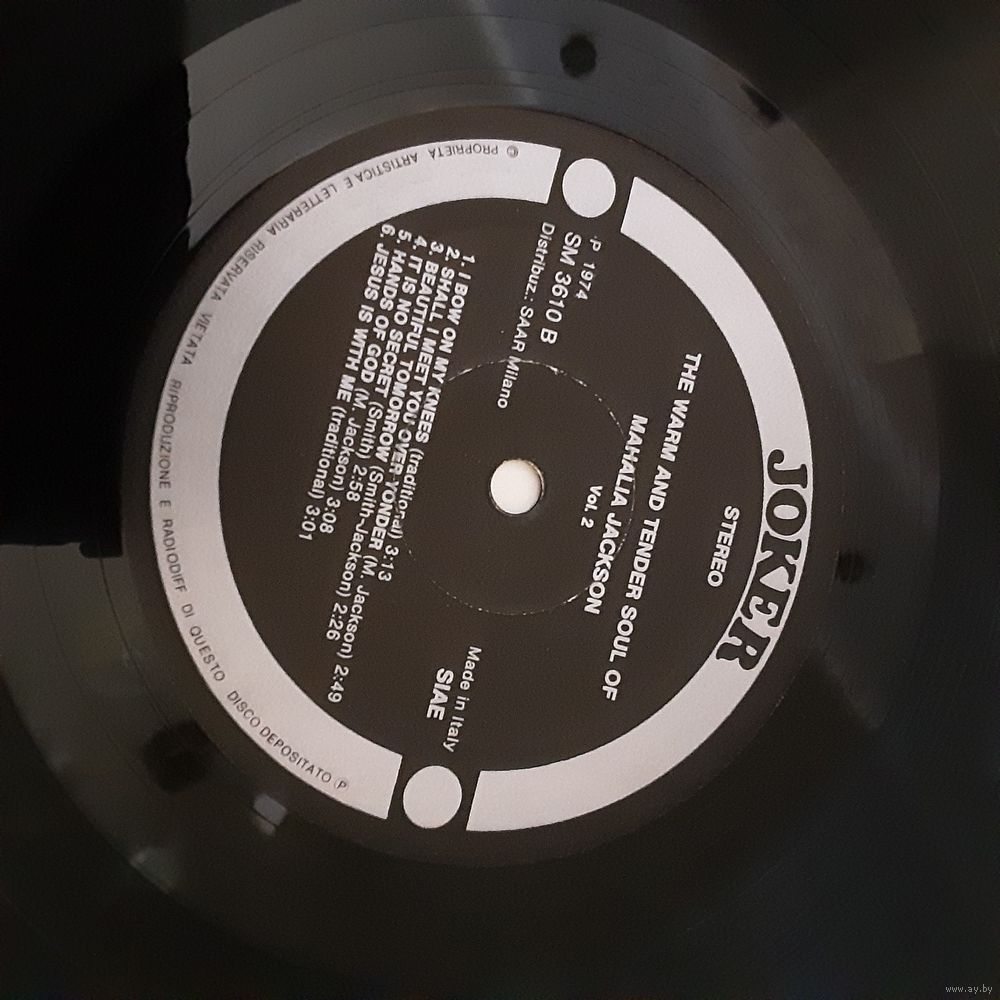 JOKER
STEREO
THE WARM AND TENDER SOUL OF
MAHALIA JACKSON
Vol. 2
℗ 1974
SM 3610 B
Distribuz.: SAAR Milano
Made in Italy
SIAE
1. I BOW ON MY KNEES (traditional) 3:13
2. SHALL I MEET YOU OVER YONDER (M. Jackson) 2:49
3. BEAUTIFUL TOMORROW (Smith-Jackson) 2:26
4. IT IS NO SECRET (Smith) 2:58
5. HANDS OF GOD (M. Jackson) 3:08
6. JESUS IS WITH ME (traditional) 3:01
© PROPRIETA ARTISTICA E LETTERARIA RISERVATA VIETATA RIPRODUZIONE E RADIODIFF. DI QUESTO DISCO DEPOSITATO ℗
www.ay.by